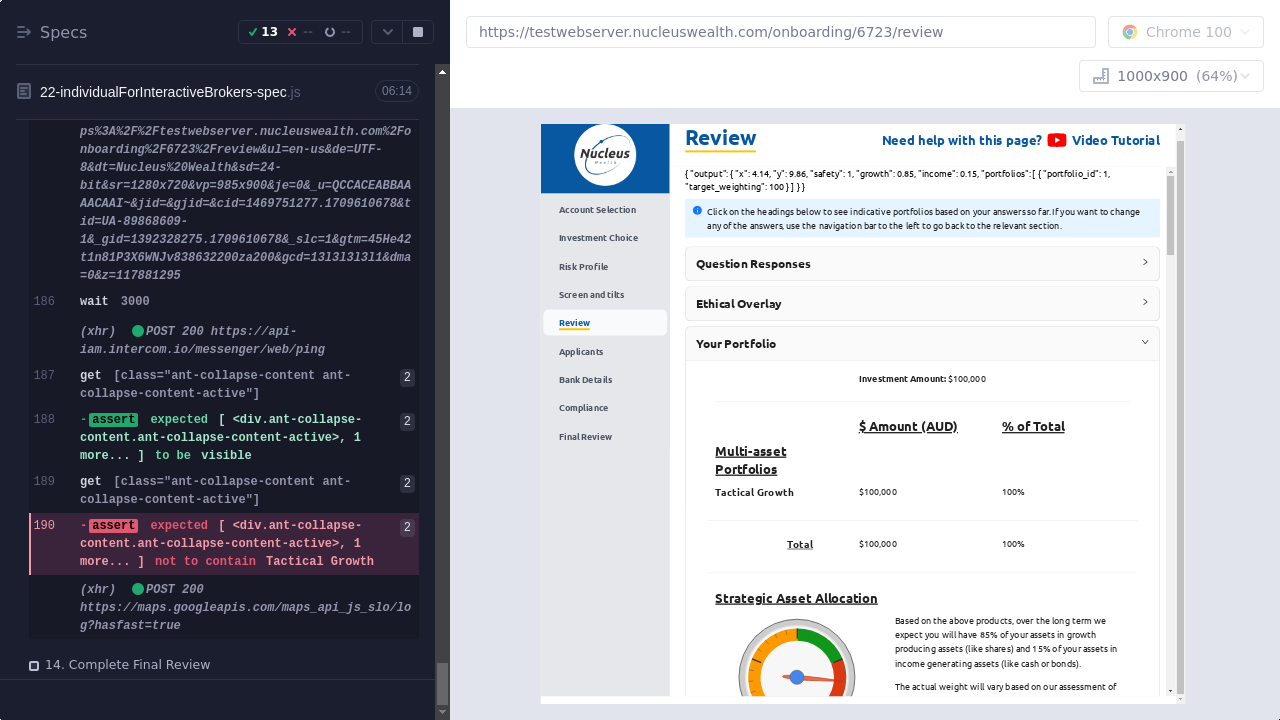 Specs
13
--
--
22-individualForInteractiveBrokers-spec.js
06:14
ps%3A%2F%2Ftestwebserver.nucleuswealth.com%2Fo
nboarding%2F6723%2Freview&ul=en-us&de=UTF-
8&dt=Nucleus%20Wealth&sd=24-
bit&sr=1280x720&vp=985x900&je=0&_u=QCCACEABBAA
AACAAI~&jid=&gjid=&cid=1469751277.1709610678&t
id=UA-89868609-
1&_gid=1392328275.1709610678&_slc=1&gtm=45He42
t1n81P3X6WNJv838632200za200&gcd=13l3l3l3l1&dma
=0&z=117881295
186 wait 3000
(xhr) POST 200 https://api-
iam.intercom.io/messenger/web/ping
187 get [class="ant-collapse-content ant-
collapse-content-active"] 2
188 -assert expected [ <div.ant-collapse-
content.ant-collapse-content-active>, 1
more... ] to be visible 2
189 get [class="ant-collapse-content ant-
collapse-content-active"] 2
190 -assert expected [ <div.ant-collapse-
content.ant-collapse-content-active>, 1
more... ] not to contain Tactical Growth 2
(xhr) POST 200
https://maps.googleapis.com/maps_api_js_slo/lo
g?hasfast=true
14. Complete Final Review
https://testwebserver.nucleuswealth.com/onboarding/6723/review
Chrome 100
1000x900 (64%)
Nucleus
Wealth
Account Selection
Investment Choice
Risk Profile
Screen and tilts
Review
Applicants
Bank Details
Compliance
Final Review
Review
Need help with this page? Video Tutorial
{ "output": { "x": 4.14, "y": 9.86, "safety": 1, "growth": 0.85, "income": 0.15, "portfolios": [ { "portfolio_id": 1,
"target_weighting": 100 } ] } }
Click on the headings below to see indicative portfolios based on your answers so far. If you want to change
any of the answers, use the navigation bar to the left to go back to the relevant section.
Question Responses
Ethical Overlay
Your Portfolio
Investment Amount: $100,000
$ Amount (AUD) % of Total
Multi-asset
Portfolios
Tactical Growth $100,000 100%
Total $100,000 100%
Strategic Asset Allocation
Based on the above products, over the long term we
expect you will have 85% of your assets in growth
producing assets (like shares) and 15% of your assets in
income generating assets (like cash or bonds).
The actual weight will vary based on our assessment of